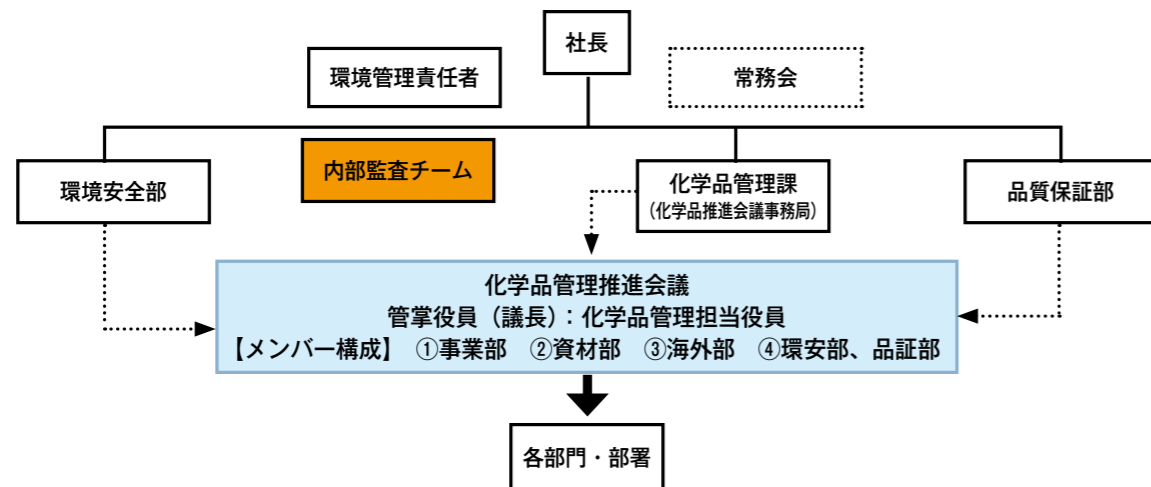 社長
環境管理責任者
常務会
内部監査チーム
環境安全部
化学品管理課
（化学品推進会議事務局）
品質保証部
化学品管理推進会議
管掌役員（議長）：化学品管理担当役員
【メンバー構成】 ①事業部 ②資材部 ③海外部 ④環安部、品証部
各部門・部署